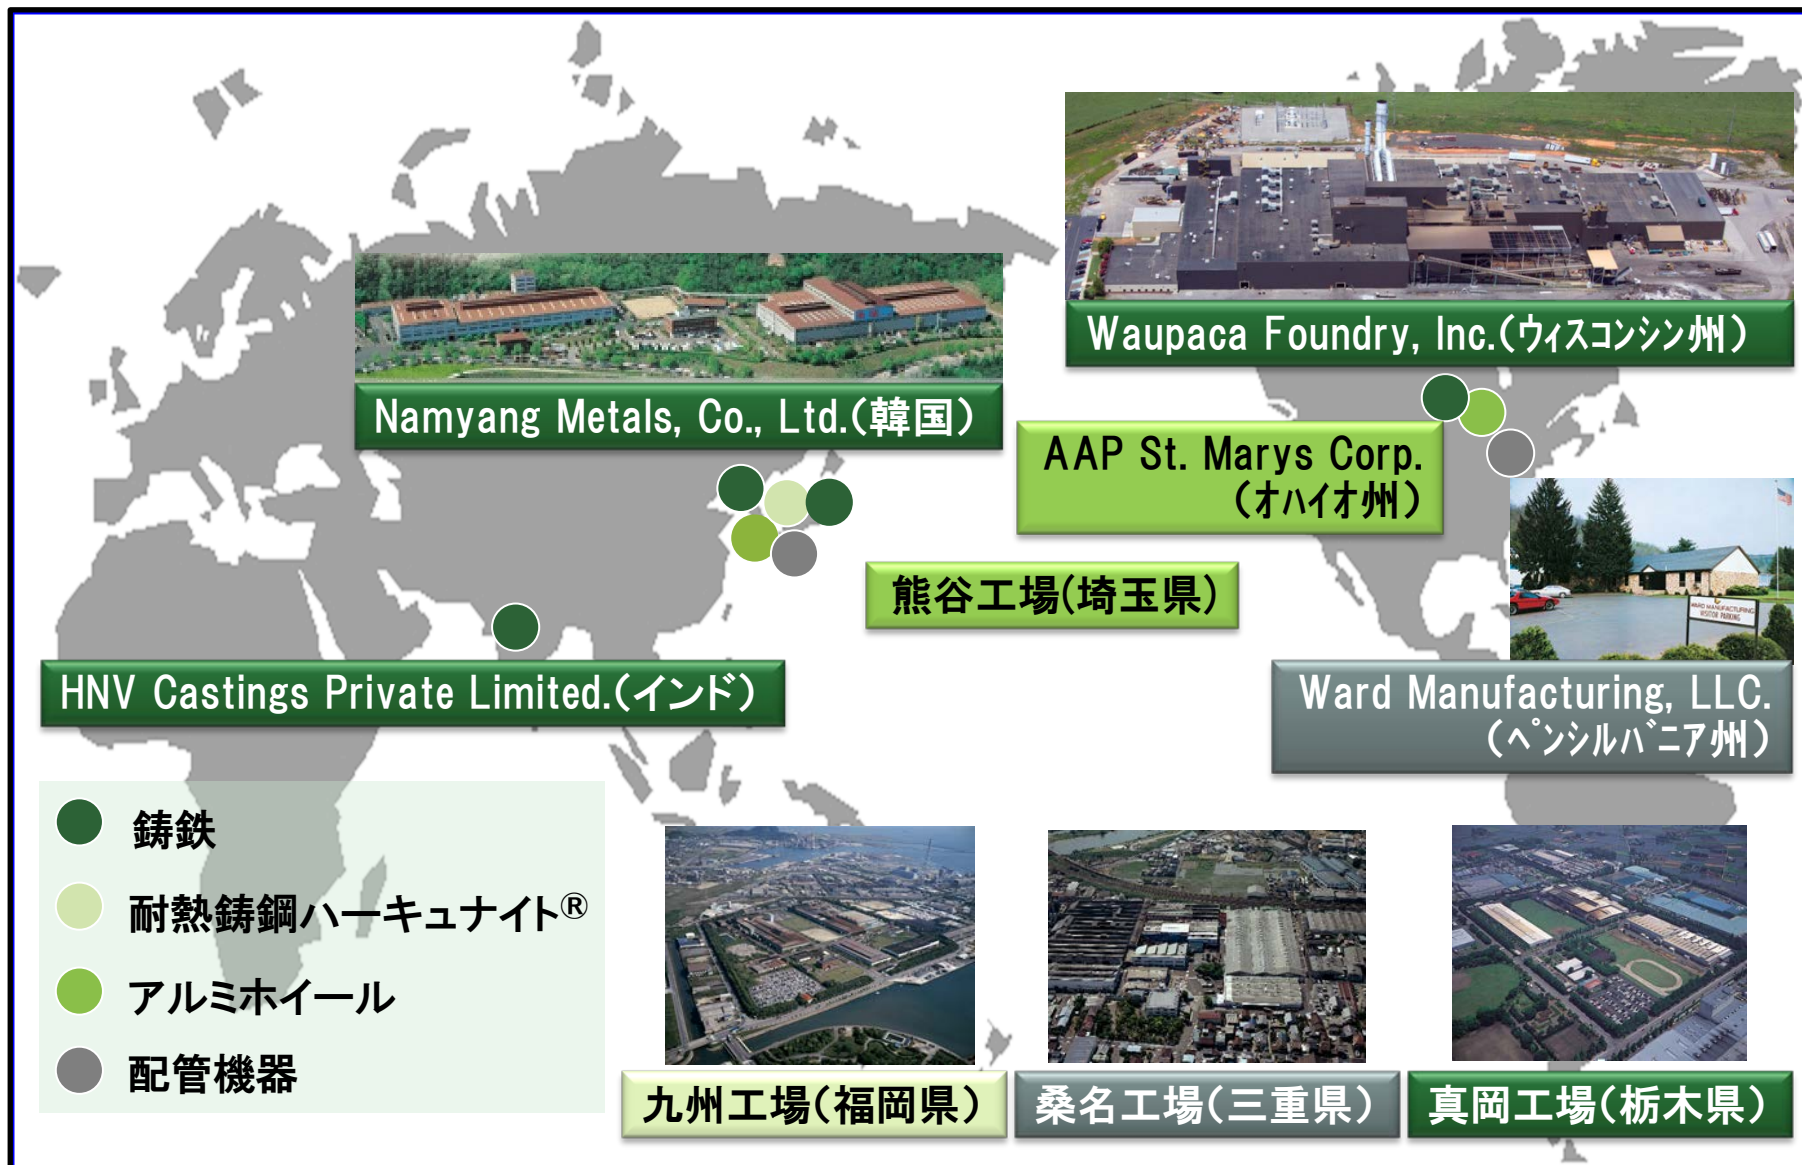 Waupaca Foundry, Inc.(ウィスコンシン州)
Namyang Metals, Co., Ltd.(韓国)
AAP St. Marys Corp.
(オハイオ州)
熊谷工場(埼玉県)
WARD MANUFACTURING
VISITOR PARKING
HNV Castings Private Limited.(インド)
Ward Manufacturing, LLC.
(ペンシルバニア州)
鋳鉄
耐熱鋳鋼ハーキュナイト®
アルミホイール
配管機器
九州工場(福岡県)
桑名工場(三重県)
真岡工場(栃木県)